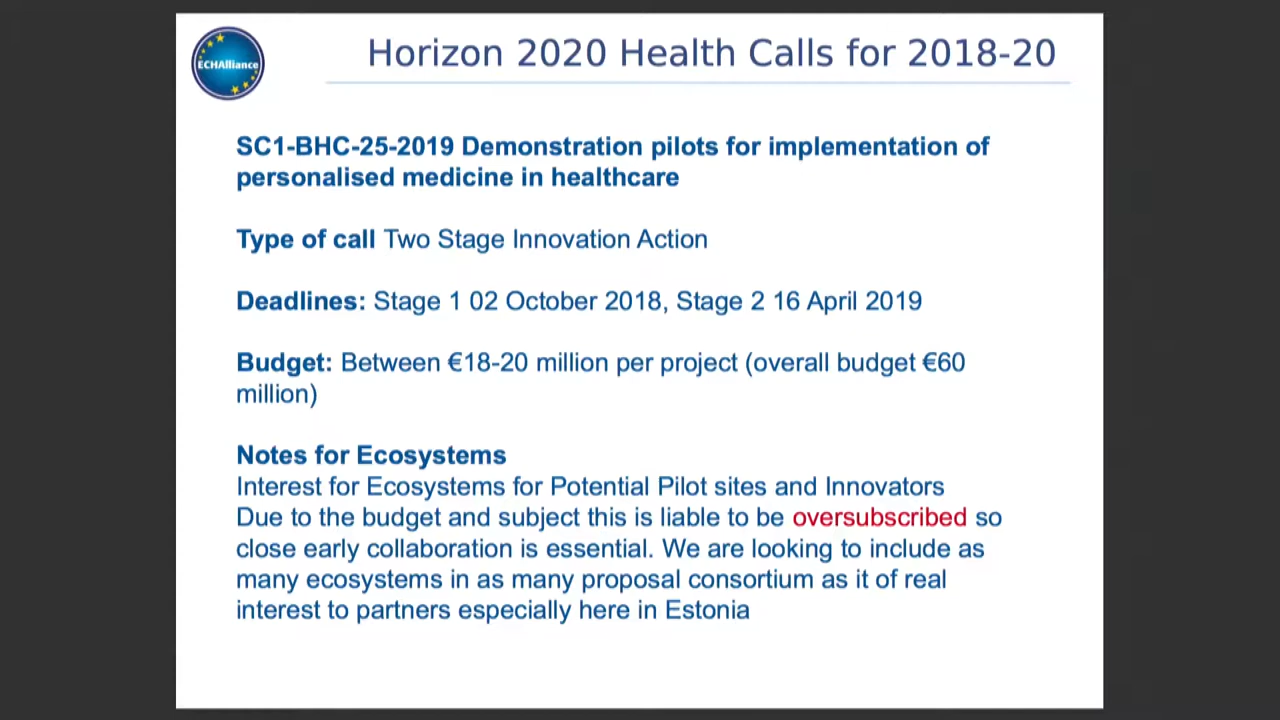 ECHAlliance
Horizon 2020 Health Calls for 2018-20
SC1-BHC-25-2019 Demonstration pilots for implementation of
personalised medicine in healthcare
Type of call Two Stage Innovation Action
Deadlines: Stage 1 02 October 2018, Stage 2 16 April 2019
Budget: Between €18-20 million per project (overall budget €60
million)
Notes for Ecosystems
Interest for Ecosystems for Potential Pilot sites and Innovators
Due to the budget and subject this is liable to be oversubscribed so
close early collaboration is essential. We are looking to include as
many ecosystems in as many proposal consortium as it of real
interest to partners especially here in Estonia